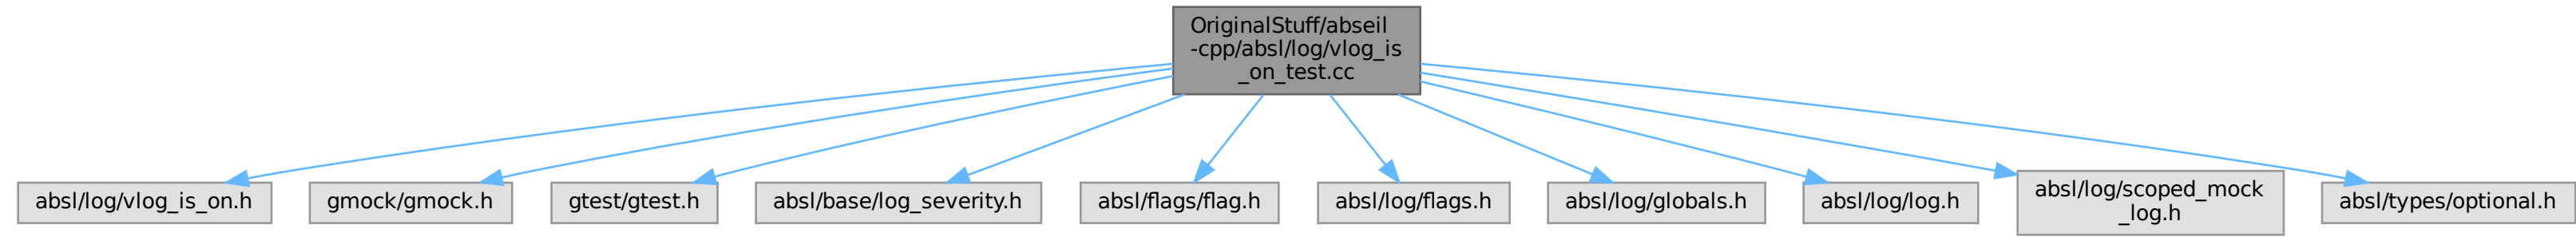 OriginalStuff/abseil
-cpp/absl/log/vlog_is
_on_test.cc
absl/log/vlog_is_on.h
gmock/gmock.h
gtest/gtest.h
absl/base/log_severity.h
absl/flags/flag.h
absl/log/flags.h
absl/log/globals.h
absl/log/log.h
absl/log/scoped_mock
_log.h
absl/types/optional.h